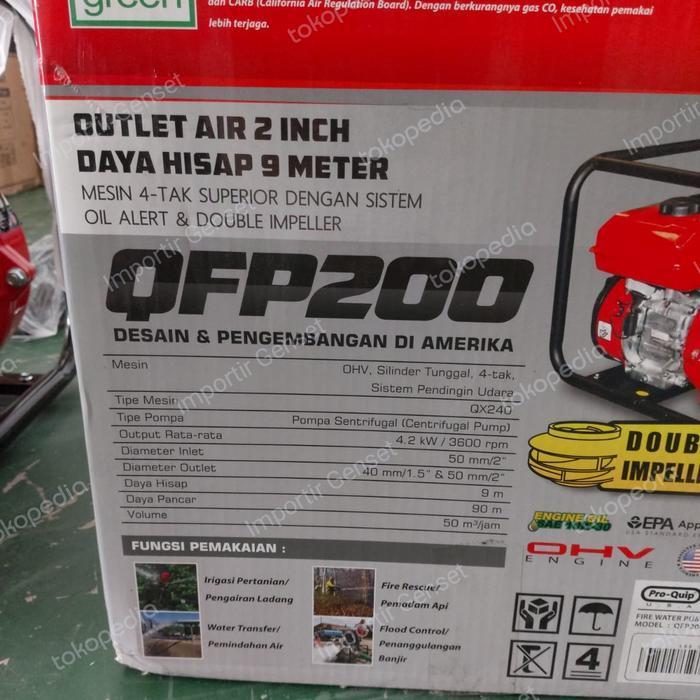 green
dan CARB (California Air Regulation Board). Dengan berkurangnya gas CO, kesehatan pemakai
lebih terjaga.
OUTLET AIR 2 INCH
DAYA HISAP 9 METER
MESIN 4-TAK SUPERIOR DENGAN SISTEM
OIL ALERT & DOUBLE IMPELLER
QFP200
DESAIN & PENGEMBANGAN DI AMERIKA
Mesin OHV, Silinder Tunggal, 4-tak,
Sistem Pendingin Udara
Tipe Mesin QX240
Tipe Pompa Pompa Sentrifugal (Centrifugal Pump)
Output Rata-rata 4.2 kW / 3600 rpm
Diameter Inlet 50 mm/2"
Diameter Outlet 40 mm/1.5" & 50 mm/2"
Daya Hisap 9 m
Daya Pancar 90 m
Volume 50 m³/jam
DOUB
IMPELLE
ENGINE OIL
EPA App
OHV
ENGINE
FUNGSI PEMAKAIAN :
Irigasi Pertanian/
Pengairan Ladang
Fire Rescue/
Pemadam Api
Water Transfer/
Pemindahan Air
Flood Control/
Penanggulangan
Banjir
4
Pro-Quip
U.S.A
FIRE WATER PU
MODEL : QFP20
Importir Genset
tokopedia